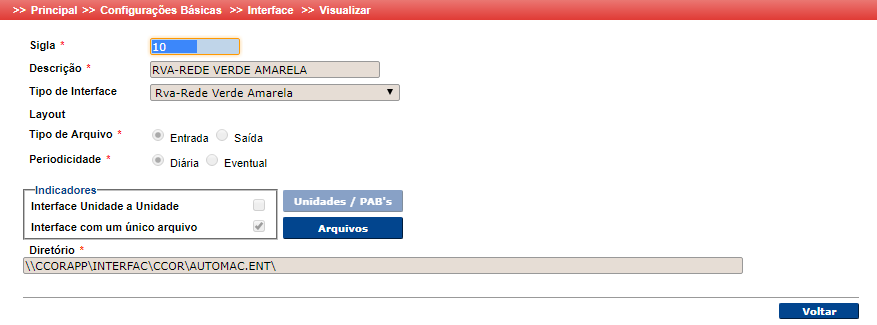 >> Principal >> Configurações Básicas >> Interface >> Visualizar
Sigla * 10
Descrição * RVA-REDE VERDE AMARELA
Tipo de Interface Rva-Rede Verde Amarela
Layout
Tipo de Arquivo * Entrada Saída
Periodicidade * Diária Eventual
Indicadores
Interface Unidade a Unidade Unidades / PAB's
Interface com um único arquivo Arquivos
Diretório *
\\CCORAPP\INTERFAC\CCOR\AUTOMAC.ENT\
Voltar